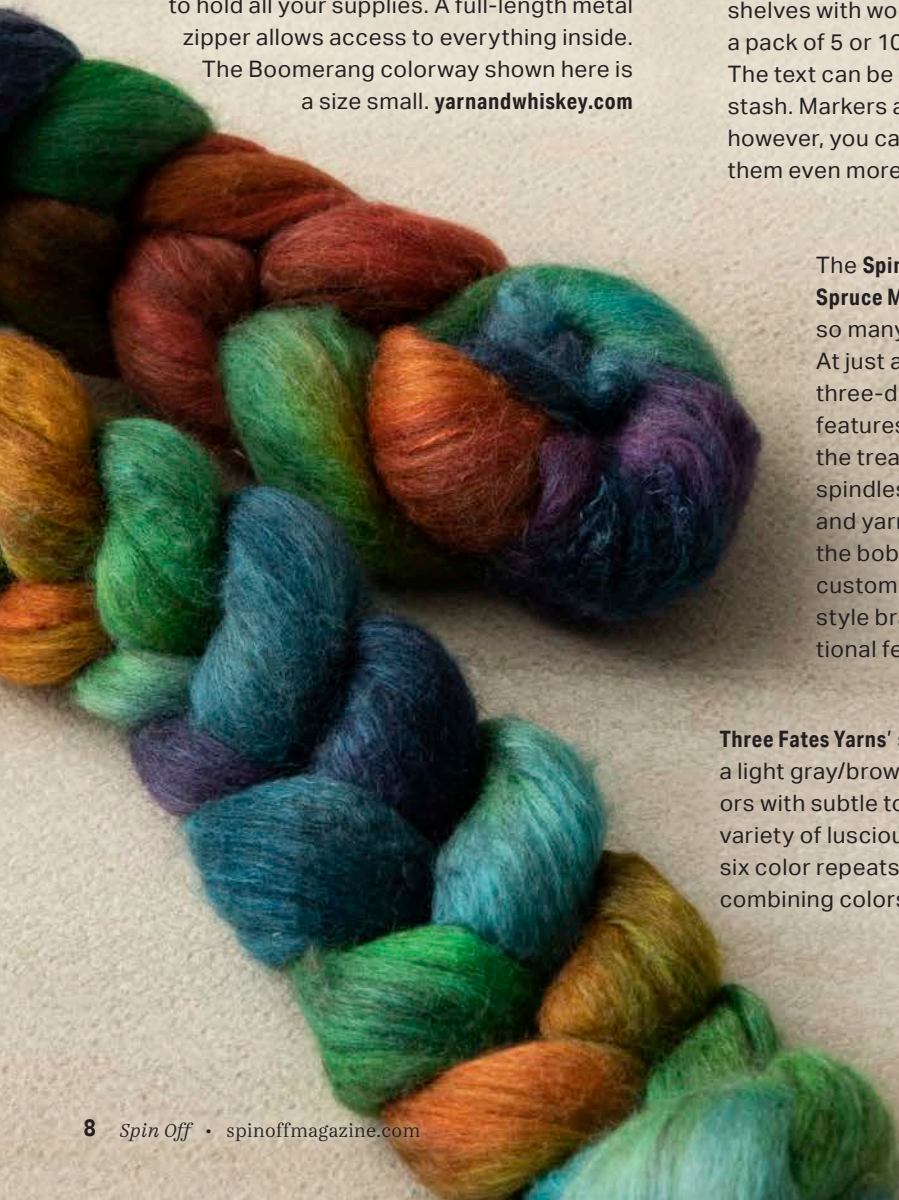 to hold all your supplies. A full-length metal
zipper allows access to everything inside.
The Boomerang colorway shown here is
a size small. yarnandwhiskey.com
shelves with wo
a pack of 5 or 10
The text can be
stash. Markers a
however, you ca
them even more
The Spin
Spruce M
so many
At just a
three-d
features
the trea
spindles
and yarn
the bob
custom
style bra
tional fe
Three Fates Yarns’ s
a light gray/brow
ors with subtle to
variety of lusciou
six color repeats
combining colors
8 Spin Off • spinoffmagazine.com